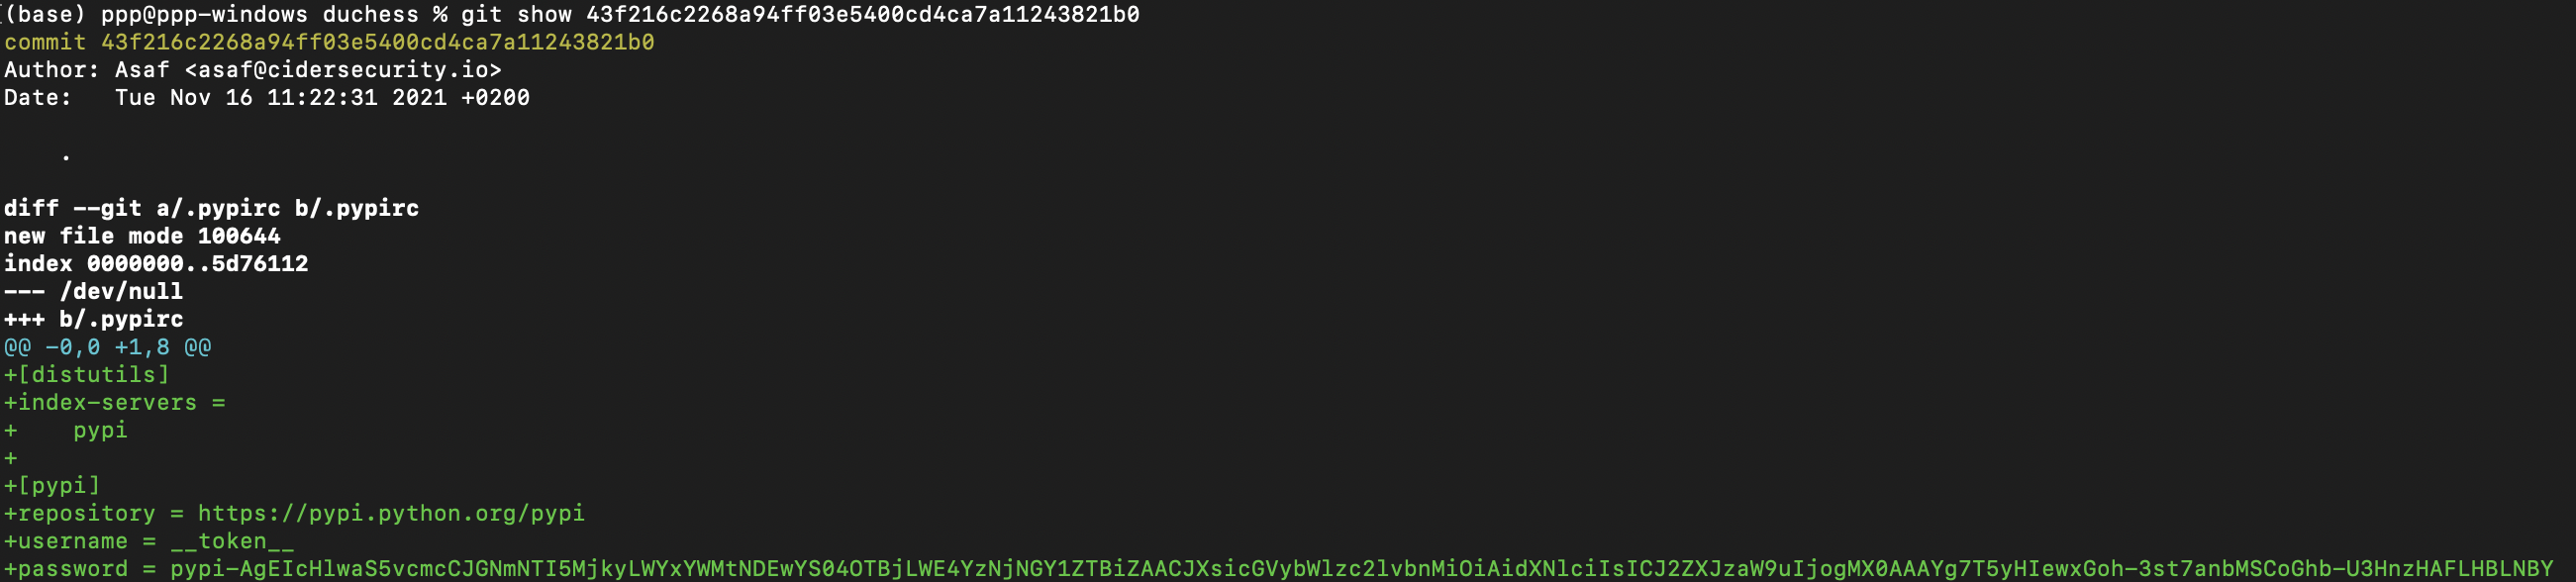 (base) ppp@ppp-windows duchess % git show 43f216c2268a94ff03e5400cd4ca7a11243821b0
commit 43f216c2268a94ff03e5400cd4ca7a11243821b0
Author: Asaf <asaf@cidersecurity.io>
Date:   Tue Nov 16 11:22:31 2021 +0200
    .
diff --git a/.pypirc b/.pypirc
new file mode 100644
index 0000000..5d76112
--- /dev/null
+++ b/.pypirc
@@ -0,0 +1,8 @@
+[distutils]
+index-servers =
+    pypi
+
+[pypi]
+repository = https://pypi.python.org/pypi
+username = __token__
+password = pypi-AgEIcHlwaS5vcmcCJGNmNTI5MjkyLWYxYWMtNDEwYS04OTBjLWE4YzNjNGY1ZTBiZAACJXsicGVybWlzc2lvbnMiOiAidXNlciIsICJ2ZXJzaW9uIjogMX0AAAYg7T5yHIewxGoh-3st7anbMSCoGhb-U3HnzHAFLHBLNBY